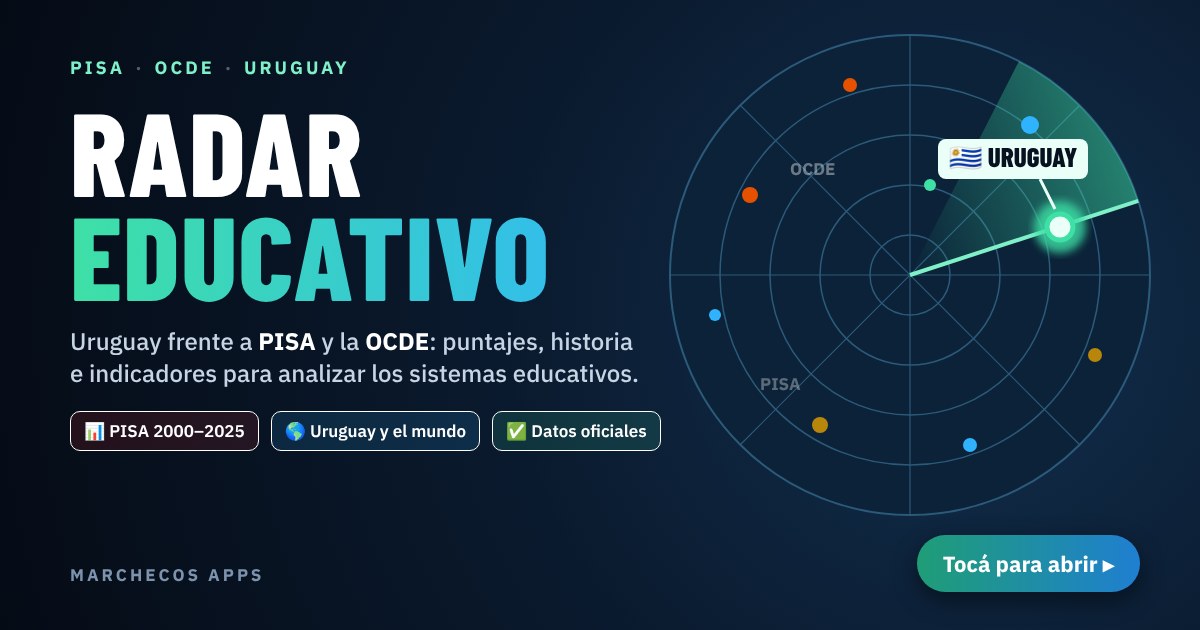 PISA · OCDE · URUGUAY
RADAR
EDUCATIVO
Uruguay frente a PISA y la OCDE: puntajes, historia
e indicadores para analizar los sistemas educativos.
📊 PISA 2000–2025
🌎 Uruguay y el mundo
✅ Datos oficiales
MARCHECOS APPS
OCDE
🇺🇾 URUGUAY
PISA
Tocá para abrir ▸